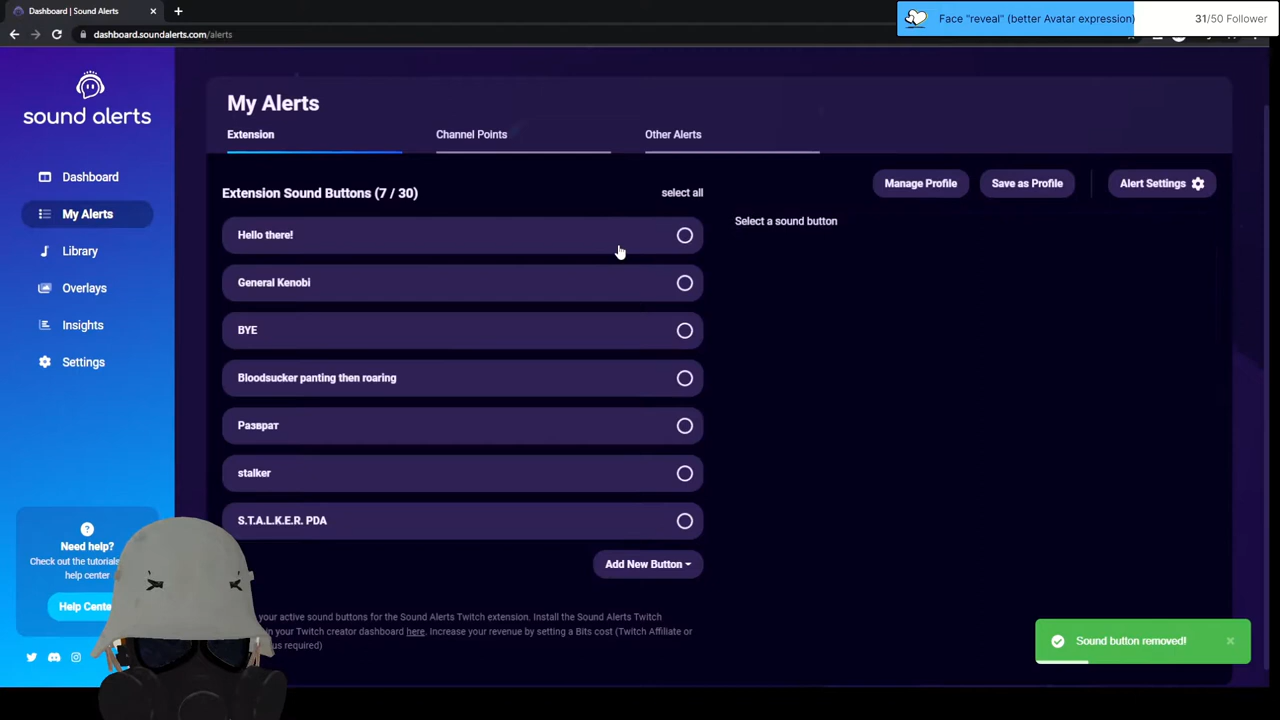 Dashboard | Sound Alerts
dashboard.soundalerts.com/alerts
Face "reveal" (better Avatar expression)
31/50 Follower
sound alerts
Dashboard
My Alerts
Library
Overlays
Insights
Settings
Need help?
Check out the tutorials
help center
Help Cente
My Alerts
Extension
Channel Points
Other Alerts
Extension Sound Buttons (7 / 30)
select all
Manage Profile
Save as Profile
Alert Settings
Select a sound button
Hello there!
General Kenobi
BYE
Bloodsucker panting then roaring
Разврат
stalker
S.T.A.L.K.E.R. PDA
Add New Button
your active sound buttons for the Sound Alerts Twitch extension. Install the Sound Alerts Twitch
in your Twitch creator dashboard here. Increase your revenue by setting a Bits cost (Twitch Affiliate or
us required)
Sound button removed!